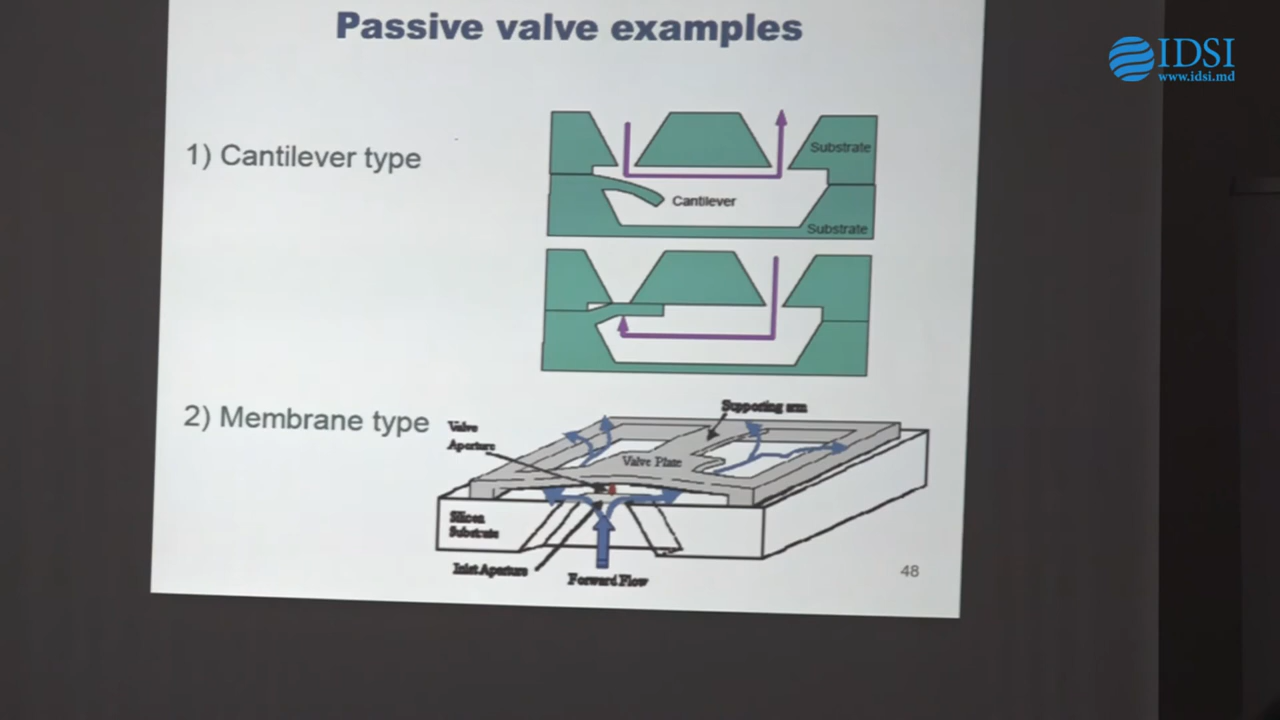 Passive valve examples
IDSI
www.idsi.md
1) Cantilever type
Substrate
Cantilever
Substrate
2) Membrane type
Supporting arm
Valve
Aperture
Valve Plate
Silicon
Substrate
Inlet Aperture
Forward Flow
48